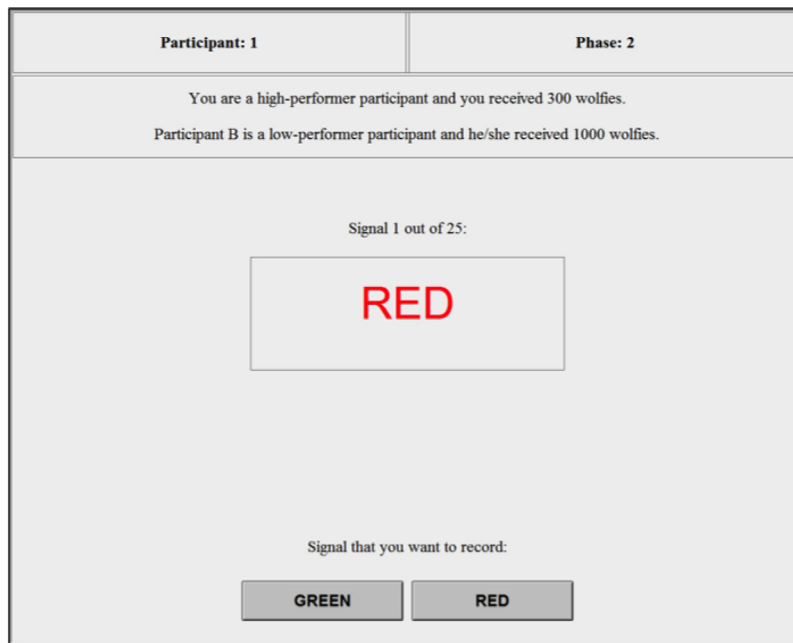 Participant: 1
Phase: 2
You are a high-performer participant and you received 300 wolfies.
Participant B is a low-performer participant and he/she received 1000 wolfies.
Signal 1 out of 25:
RED
Signal that you want to record:
GREEN
RED